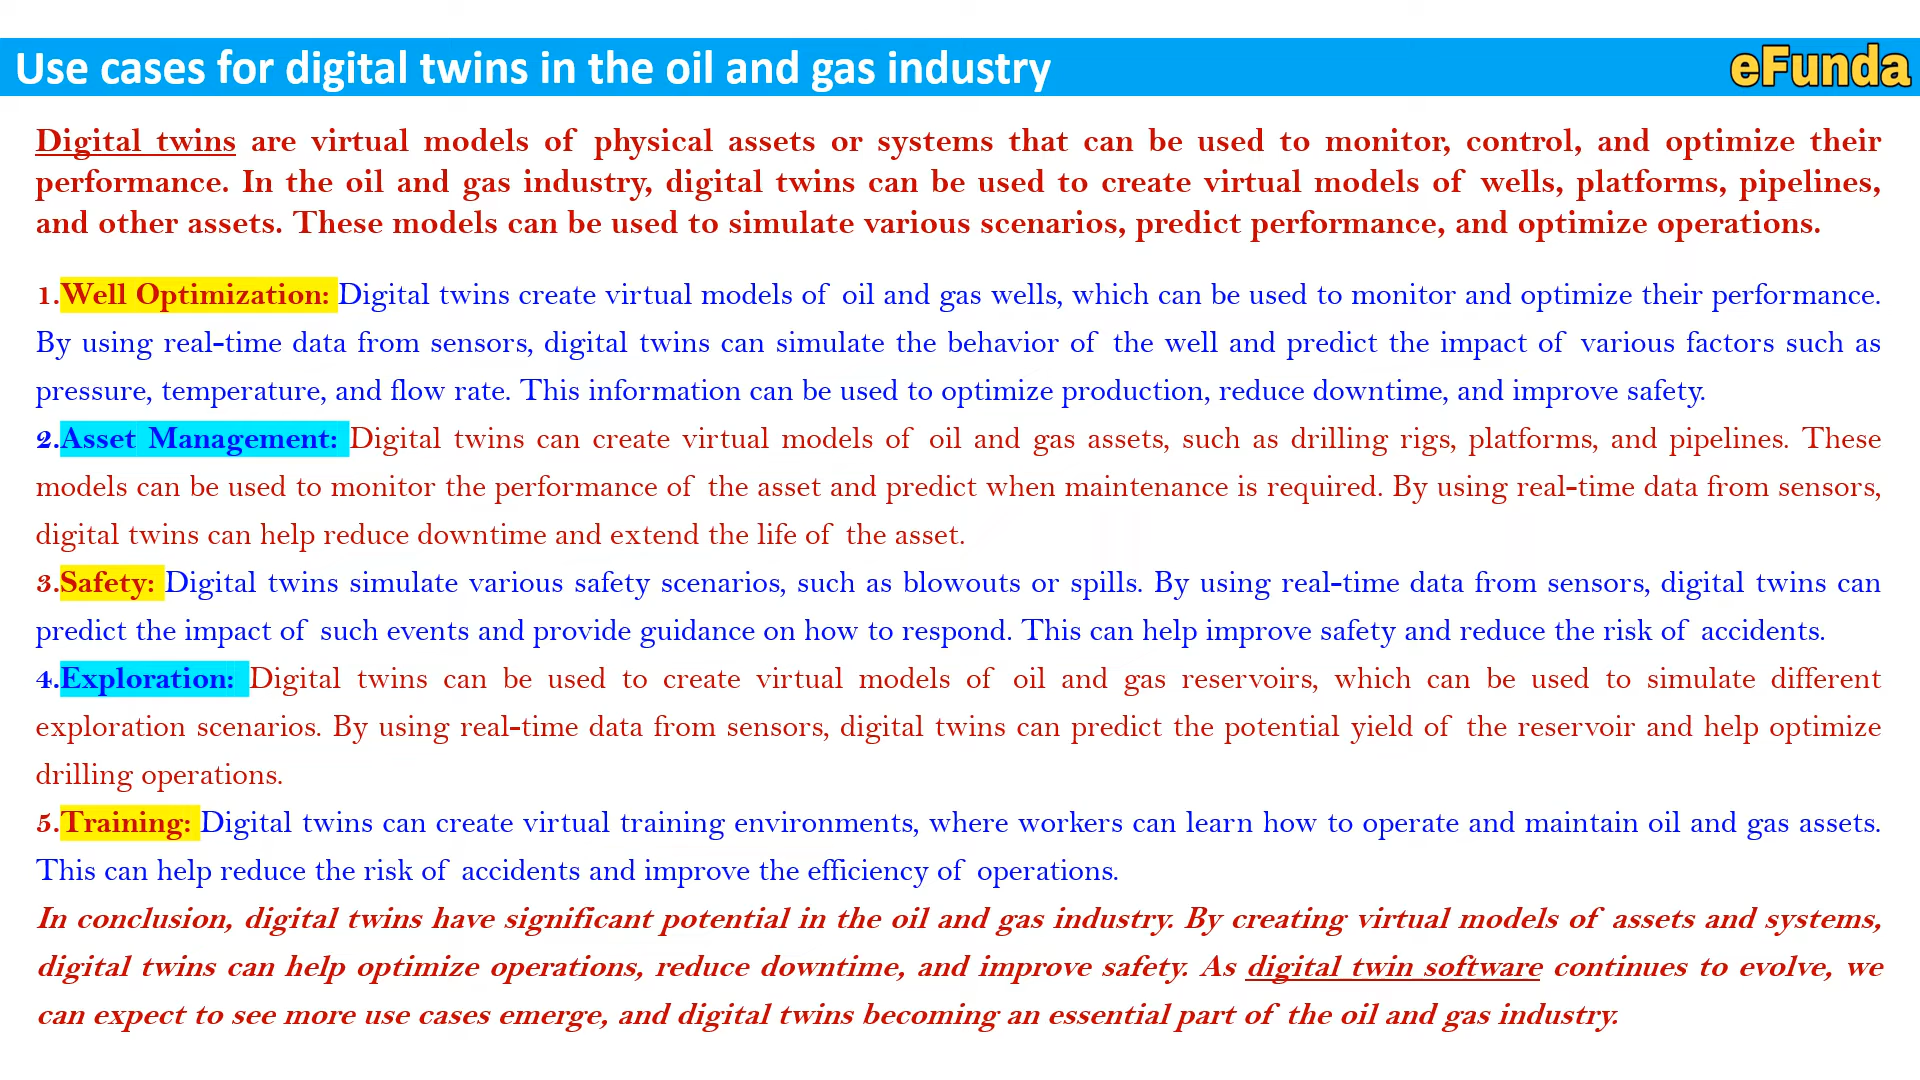 Use cases for digital twins in the oil and gas industry
eFunda
Digital twins are virtual models of physical assets or systems that can be used to monitor, control, and optimize their
performance. In the oil and gas industry, digital twins can be used to create virtual models of wells, platforms, pipelines,
and other assets. These models can be used to simulate various scenarios, predict performance, and optimize operations.
1.Well Optimization: Digital twins create virtual models of oil and gas wells, which can be used to monitor and optimize their performance.
By using real-time data from sensors, digital twins can simulate the behavior of the well and predict the impact of various factors such as
pressure, temperature, and flow rate. This information can be used to optimize production, reduce downtime, and improve safety.
2.Asset Management: Digital twins can create virtual models of oil and gas assets, such as drilling rigs, platforms, and pipelines. These
models can be used to monitor the performance of the asset and predict when maintenance is required. By using real-time data from sensors,
digital twins can help reduce downtime and extend the life of the asset.
3.Safety: Digital twins simulate various safety scenarios, such as blowouts or spills. By using real-time data from sensors, digital twins can
predict the impact of such events and provide guidance on how to respond. This can help improve safety and reduce the risk of accidents.
4.Exploration: Digital twins can be used to create virtual models of oil and gas reservoirs, which can be used to simulate different
exploration scenarios. By using real-time data from sensors, digital twins can predict the potential yield of the reservoir and help optimize
drilling operations.
5.Training: Digital twins can create virtual training environments, where workers can learn how to operate and maintain oil and gas assets.
This can help reduce the risk of accidents and improve the efficiency of operations.
In conclusion, digital twins have significant potential in the oil and gas industry. By creating virtual models of assets and systems,
digital twins can help optimize operations, reduce downtime, and improve safety. As digital twin software continues to evolve, we
can expect to see more use cases emerge, and digital twins becoming an essential part of the oil and gas industry.